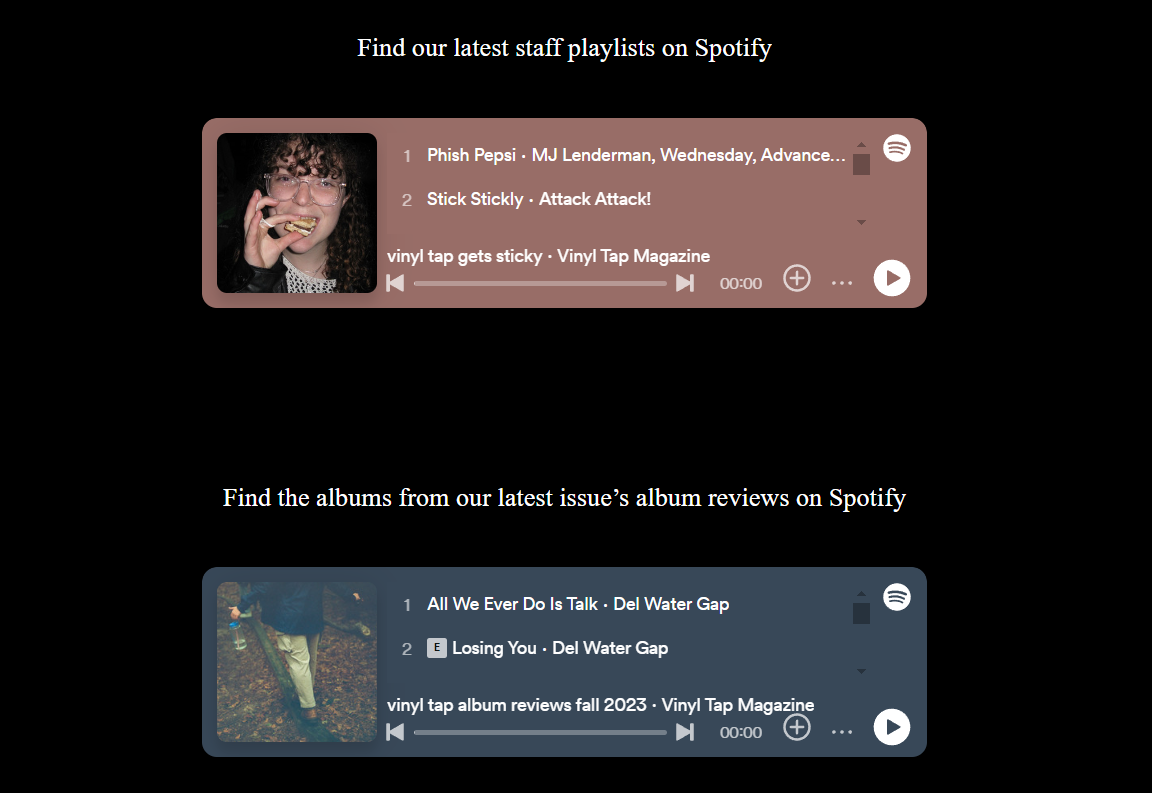 Find our latest staff playlists on Spotify
1 Phish Pepsi · MJ Lenderman, Wednesday, Advance...
2 Stick Stickly · Attack Attack!
vinyl tap gets sticky · Vinyl Tap Magazine
00:00
Find the albums from our latest issue’s album reviews on Spotify
1 All We Ever Do Is Talk · Del Water Gap
2 E Losing You · Del Water Gap
vinyl tap album reviews fall 2023 · Vinyl Tap Magazine
00:00